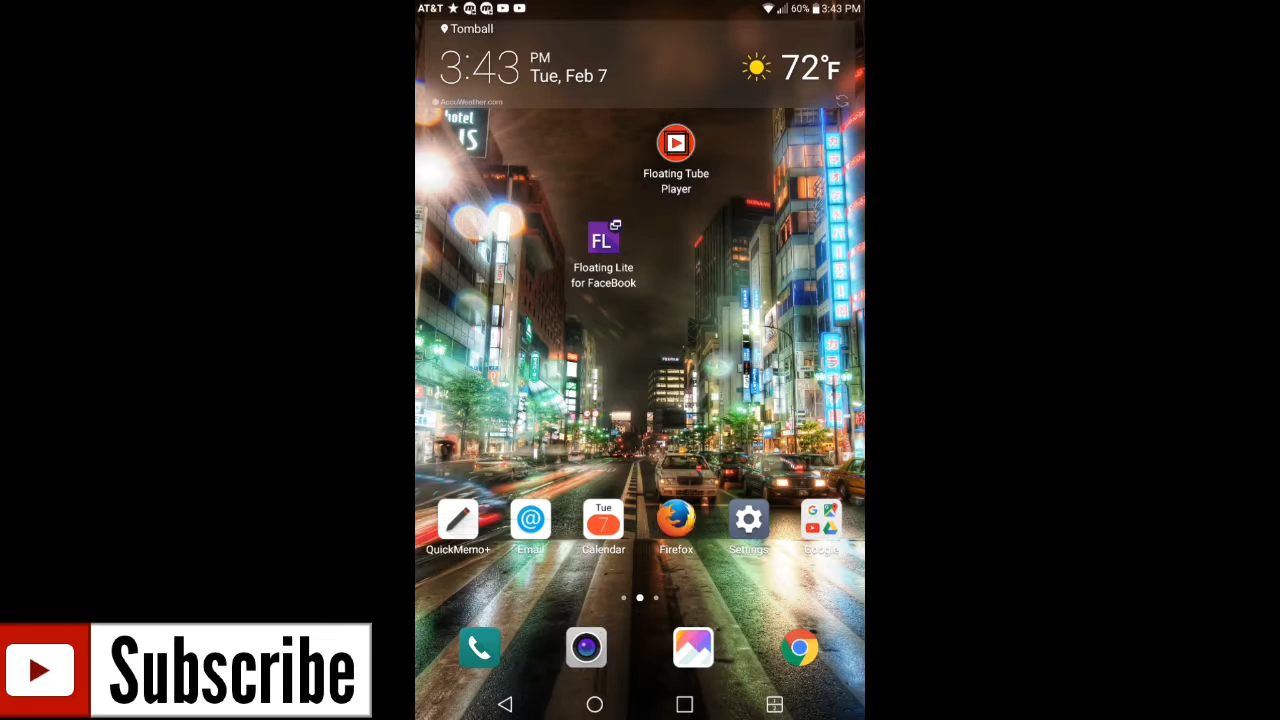 AT&T
60% 3:43 PM
Tomball
3:43 PM
Tue, Feb 7
72°F
AccuWeather.com
hotel
Floating Tube
Player
FL
Floating Lite
for FaceBook
Tue
7
QuickMemo+
Email
Calendar
Firefox
Settings
Google
Subscribe